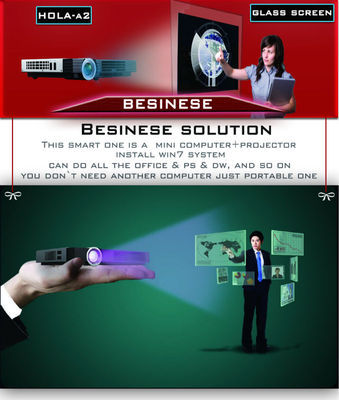 HOLA-A2
GLASS SCREEN
BESINESE
BESINESE SOLUTION
THIS SMART ONE IS A MINI COMPUTER+PROJECTOR
INSTALL WIN7 SYSTEM
CAN DO ALL THE OFFICE & PS & DW, AND SO ON
YOU DON`T NEED ANOTHER COMPUTER JUST PORTABLE ONE